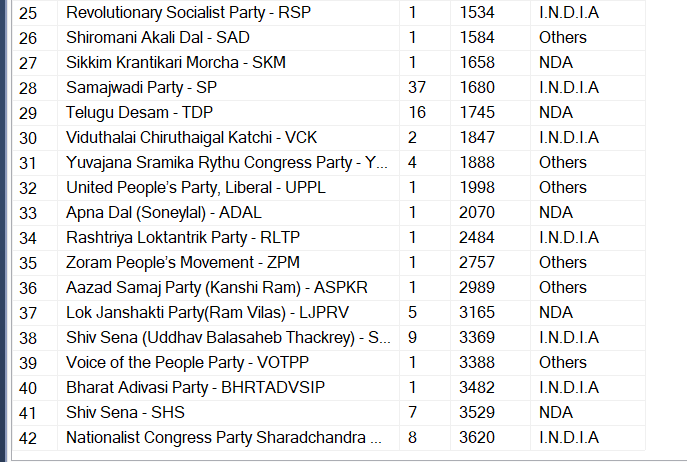 25 Revolutionary Socialist Party - RSP 1 1534 I.N.D.I.A
26 Shiromani Akali Dal - SAD 1 1584 Others
27 Sikkim Krantikari Morcha - SKM 1 1658 NDA
28 Samajwadi Party - SP 37 1680 I.N.D.I.A
29 Telugu Desam - TDP 16 1745 NDA
30 Viduthalai Chiruthaigal Katchi - VCK 2 1847 I.N.D.I.A
31 Yuvajana Sramika Rythu Congress Party - Y... 4 1888 Others
32 United People’s Party, Liberal - UPPL 1 1998 Others
33 Apna Dal (Soneylal) - ADAL 1 2070 NDA
34 Rashtriya Loktantrik Party - RLTP 1 2484 I.N.D.I.A
35 Zoram People’s Movement - ZPM 1 2757 Others
36 Aazad Samaj Party (Kanshi Ram) - ASPKR 1 2989 Others
37 Lok Janshakti Party(Ram Vilas) - LJPRV 5 3165 NDA
38 Shiv Sena (Uddhav Balasaheb Thackrey) - S... 9 3369 I.N.D.I.A
39 Voice of the People Party - VOTPP 1 3388 Others
40 Bharat Adivasi Party - BHRTADVSIP 1 3482 I.N.D.I.A
41 Shiv Sena - SHS 7 3529 NDA
42 Nationalist Congress Party Sharadchandra ... 8 3620 I.N.D.I.A